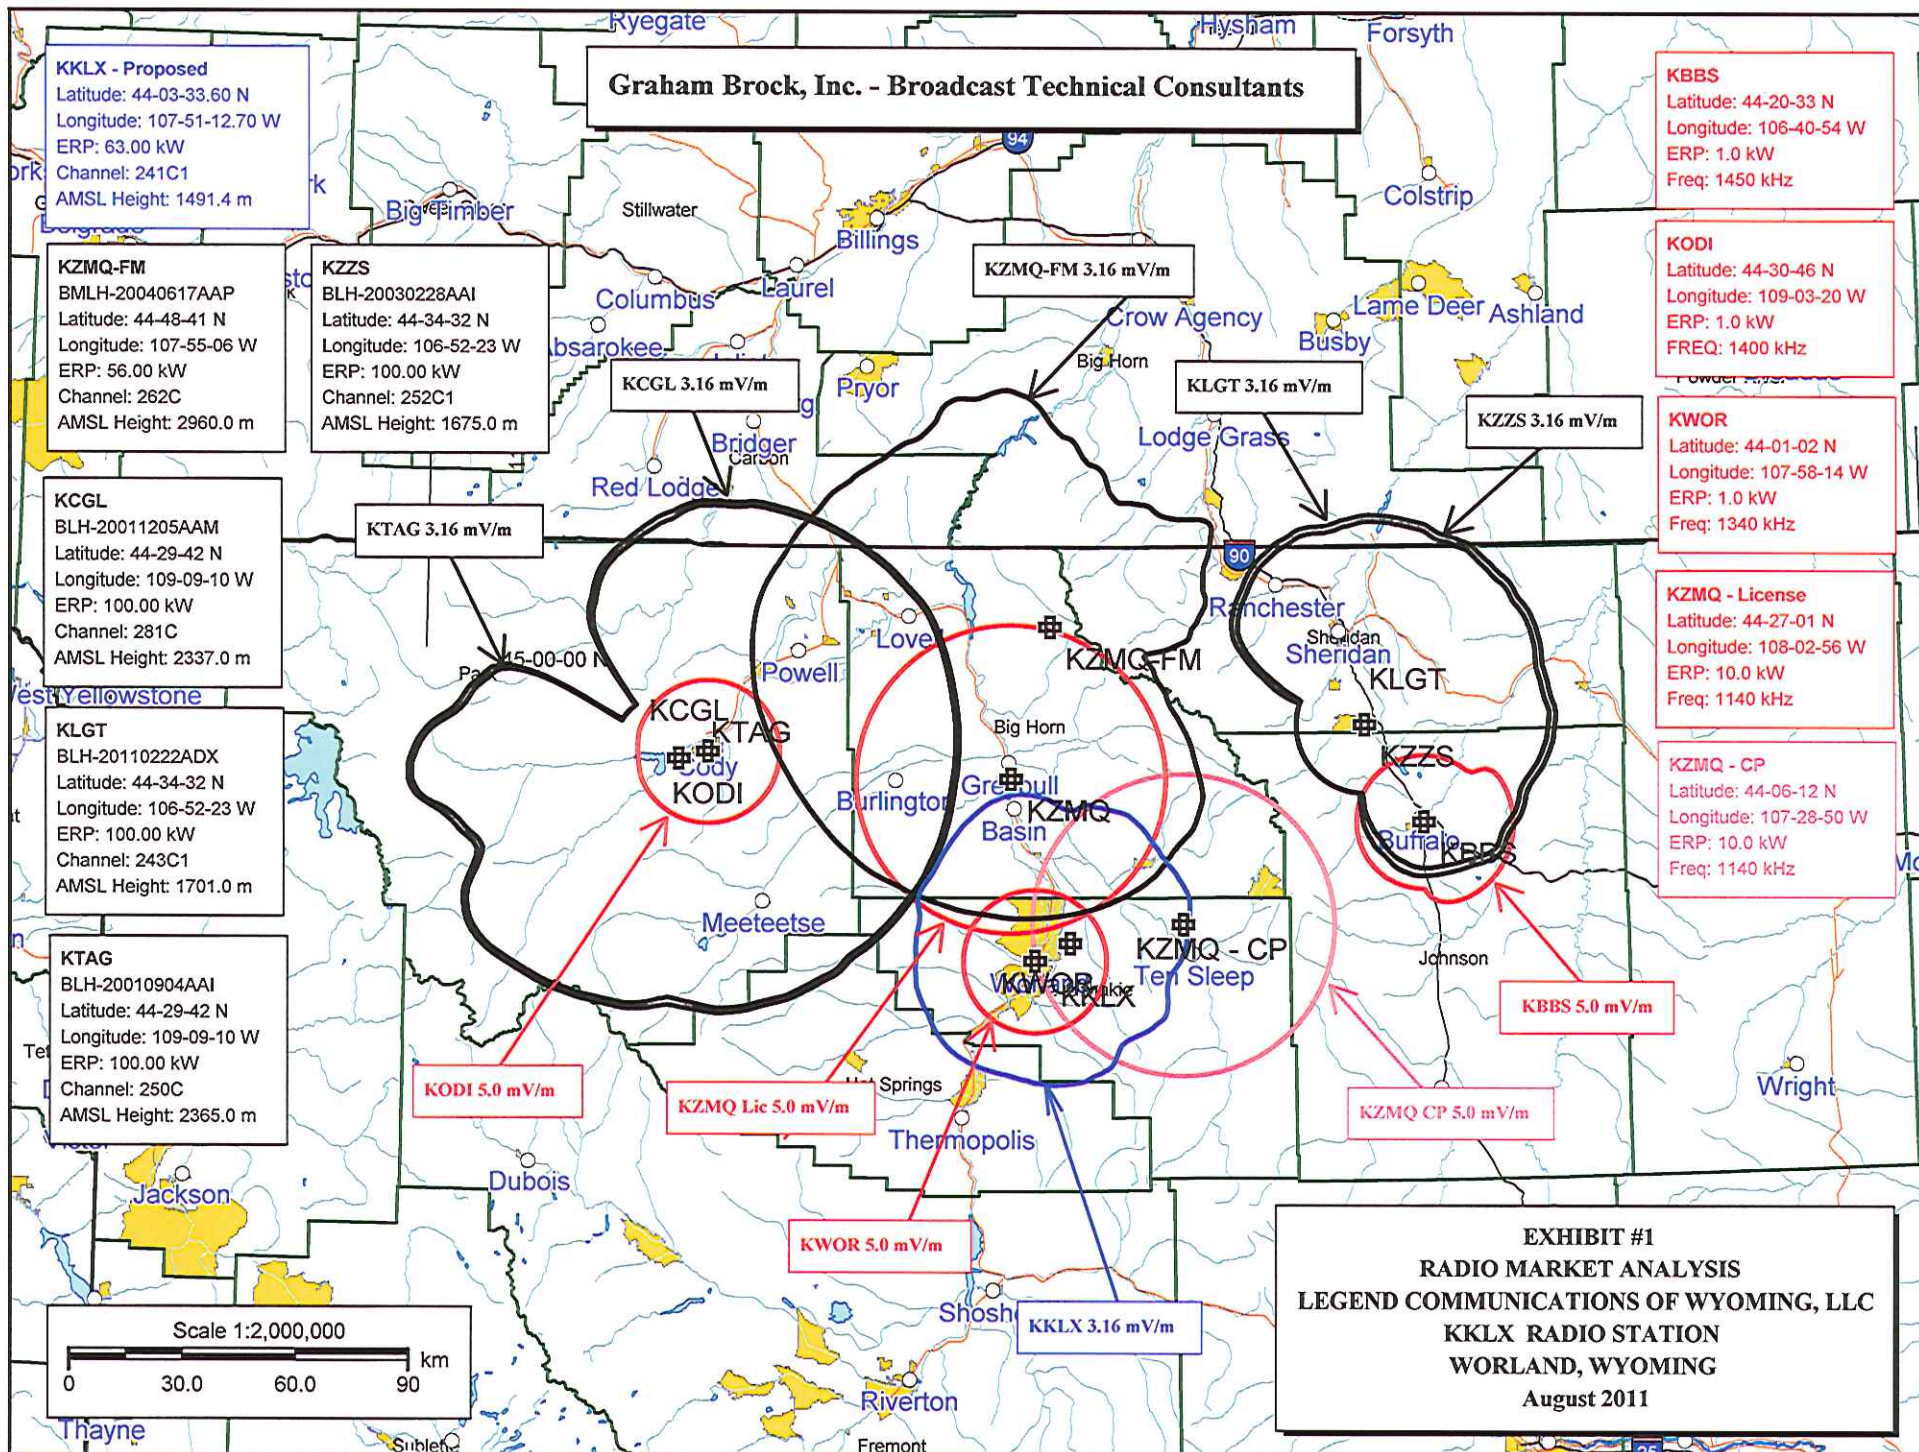 Ryegate
Hysham
Forsyth
Graham Brock, Inc. - Broadcast Technical Consultants
KKLX - Proposed
Latitude: 44-03-33.60 N
Longitude: 107-51-12.70 W
ERP: 63.00 kW
Channel: 241C1
AMSL Height: 1491.4 m
KBBS
Latitude: 44-20-33 N
Longitude: 106-40-54 W
ERP: 1.0 kW
Freq: 1450 kHz
94
Big Timber
Stillwater
Billings
Colstrip
KZMQ-FM
BMLH-20040617AAP
Latitude: 44-48-41 N
Longitude: 107-55-06 W
ERP: 56.00 kW
Channel: 262C
AMSL Height: 2960.0 m
KZZS
BLH-20030228AAI
Latitude: 44-34-32 N
Longitude: 106-52-23 W
ERP: 100.00 kW
Channel: 252C1
AMSL Height: 1675.0 m
KODI
Latitude: 44-30-46 N
Longitude: 109-03-20 W
ERP: 1.0 kW
FREQ: 1400 kHz
KZMQ-FM 3.16 mV/m
Columbus
Laurel
Absarokee
Crow Agency
Busby
Lame Deer
Ashland
Big Horn
Pryor
KCGL 3.16 mV/m
KLGT 3.16 mV/m
KZZS 3.16 mV/m
Bridger
Carbon
Lodge Grass
Red Lodge
KWOR
Latitude: 44-01-02 N
Longitude: 107-58-14 W
ERP: 1.0 kW
Freq: 1340 kHz
KCGL
BLH-20011205AAM
Latitude: 44-29-42 N
Longitude: 109-09-10 W
ERP: 100.00 kW
Channel: 281C
AMSL Height: 2337.0 m
KTAG 3.16 mV/m
90
Ranchester
Sheridan
Sheridan
KLGT
KZMQ - License
Latitude: 44-27-01 N
Longitude: 108-02-56 W
ERP: 10.0 kW
Freq: 1140 kHz
Lovel
Powell
45-00-00 N
West Yellowstone
KZMQ-FM
KCGL
KTAG
Cody
KODI
Big Horn
KZZS
KLGT
BLH-20110222ADX
Latitude: 44-34-32 N
Longitude: 106-52-23 W
ERP: 100.00 kW
Channel: 243C1
AMSL Height: 1701.0 m
KZMQ - CP
Latitude: 44-06-12 N
Longitude: 107-28-50 W
ERP: 10.0 kW
Freq: 1140 kHz
Burlington
Greybull
KZMQ
Basin
Buffalo
KBBS
Meeteetse
KZMQ - CP
Ten Sleep
KWOR
KKLX
Johnson
KTAG
BLH-20010904AAI
Latitude: 44-29-42 N
Longitude: 109-09-10 W
ERP: 100.00 kW
Channel: 250C
AMSL Height: 2365.0 m
KBBS 5.0 mV/m
KODI 5.0 mV/m
KZMQ Lic 5.0 mV/m
Hot Springs
KZMQ CP 5.0 mV/m
Wright
Thermopolis
Jackson
Dubois
KWOR 5.0 mV/m
Shosh
KKLX 3.16 mV/m
Scale 1:2,000,000
km
0 30.0 60.0 90
Riverton
Thayne
Sublette
Fremont
25
EXHIBIT #1
RADIO MARKET ANALYSIS
LEGEND COMMUNICATIONS OF WYOMING, LLC
KKLX RADIO STATION
WORLAND, WYOMING
August 2011